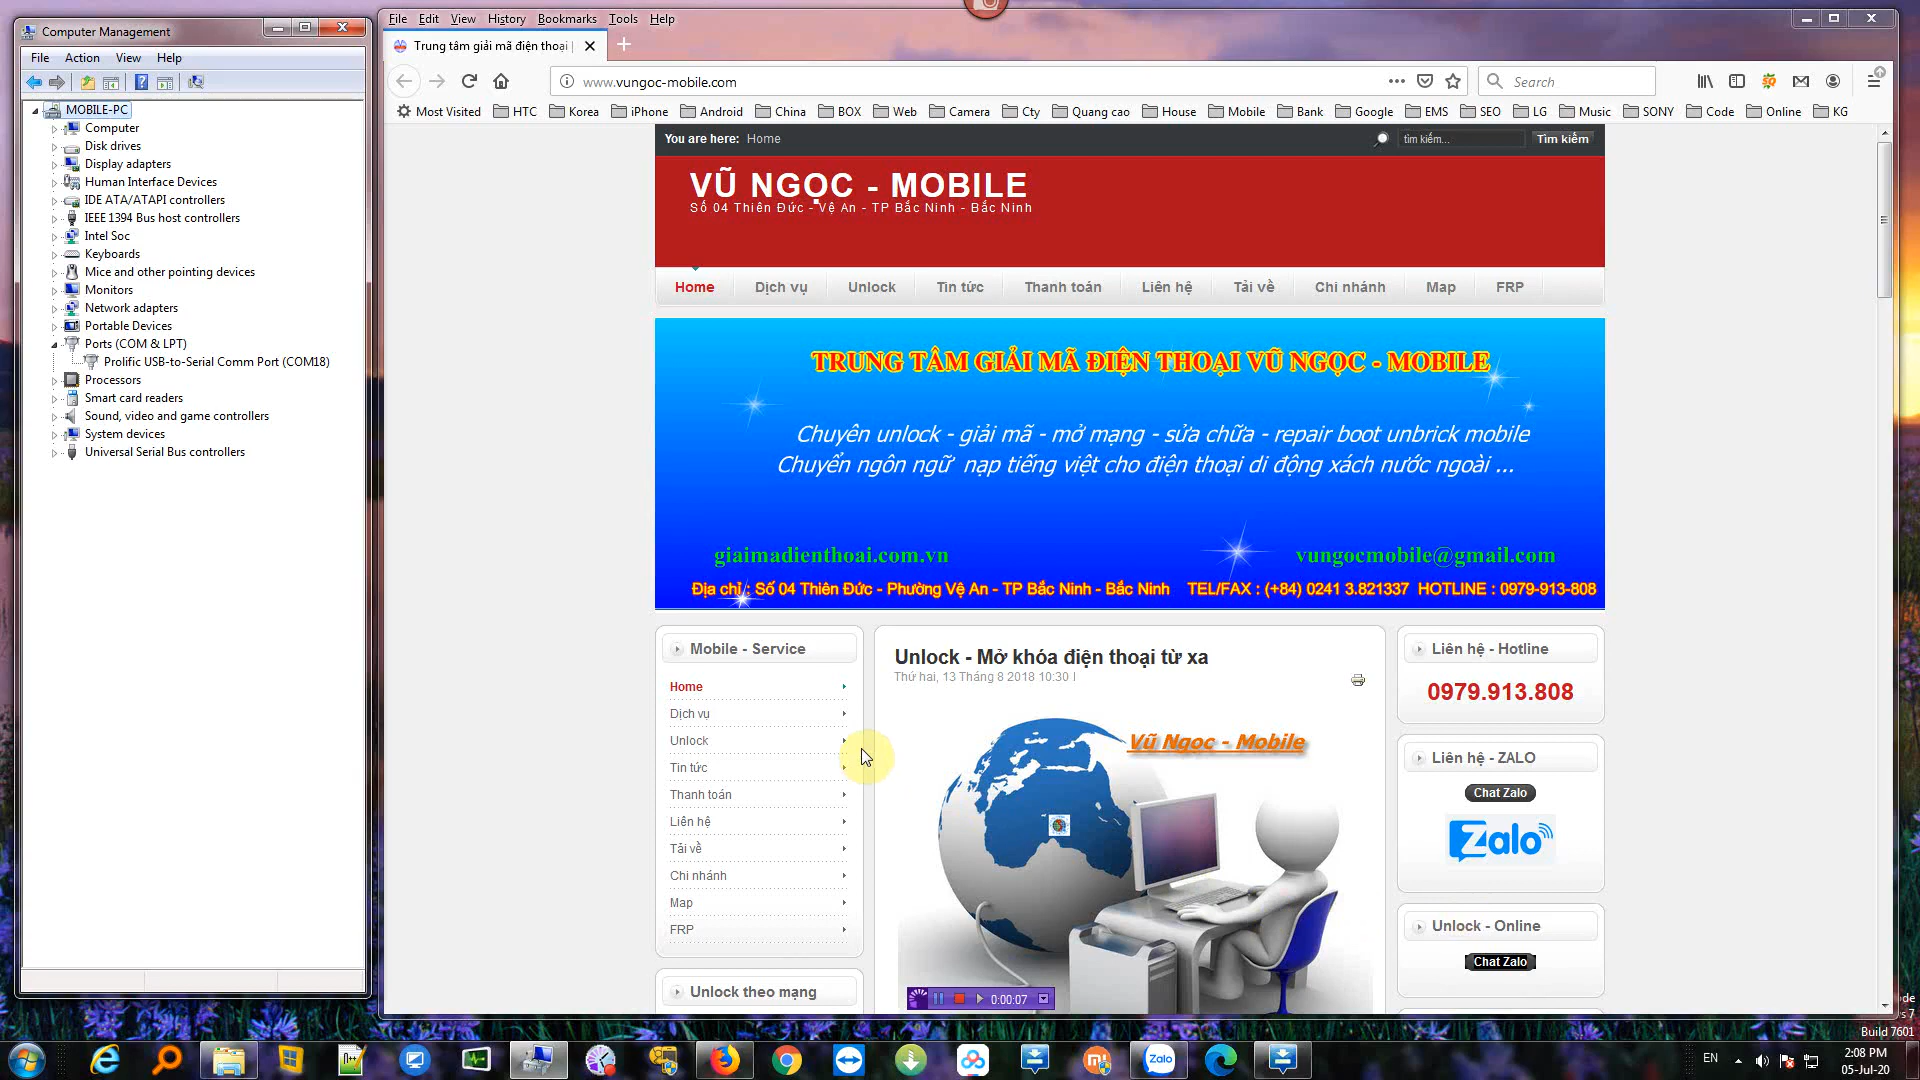 Computer Management
File Action View Help
MOBILE-PC
Computer
Disk drives
Display adapters
Human Interface Devices
IDE ATA/ATAPI controllers
IEEE 1394 Bus host controllers
Intel Soc
Keyboards
Mice and other pointing devices
Monitors
Network adapters
Portable Devices
Ports (COM & LPT)
Prolific USB-to-Serial Comm Port (COM18)
Processors
Smart card readers
Sound, video and game controllers
System devices
Universal Serial Bus controllers
File Edit View History Bookmarks Tools Help
Trung tâm giải mã điện thoại |
www.vungoc-mobile.com
Search
Most Visited HTC Korea iPhone Android China BOX Web Camera Cty Quang cao House Mobile Bank Google EMS SEO LG Music SONY Code Online KG
You are here: Home
tìm kiếm... Tìm kiếm
VŨ NGỌC - MOBILE
Số 04 Thiên Đức - Vệ An - TP Bắc Ninh - Bắc Ninh
Home Dịch vụ Unlock Tin tức Thanh toán Liên hệ Tải về Chi nhánh Map FRP
TRUNG TÂM GIẢI MÃ ĐIỆN THOẠI VŨ NGỌC - MOBILE
Chuyên unlock - giải mã - mở mạng - sửa chữa - repair boot unbrick mobile
Chuyển ngôn ngữ nạp tiếng việt cho điện thoại di động xách nước ngoài ...
giaimadienthoai.com.vn vungocmobile@gmail.com
Địa chỉ : Số 04 Thiên Đức - Phường Vệ An - TP Bắc Ninh - Bắc Ninh TEL/FAX : (+84) 0241 3.821337 HOTLINE : 0979-913-808
Mobile - Service
Home
Dịch vụ
Unlock
Tin tức
Thanh toán
Liên hệ
Tải về
Chi nhánh
Map
FRP
Unlock theo mạng
Unlock - Mở khóa điện thoại từ xa
Thứ hai, 13 Tháng 8 2018 10:30 |
Vũ Ngọc - Mobile
0:00:07
Liên hệ - Hotline
0979.913.808
Liên hệ - ZALO
Chat Zalo
Zalo
Unlock - Online
Chat Zalo
Build 7601
Zalo
EN
2:08 PM
05-Jul-20